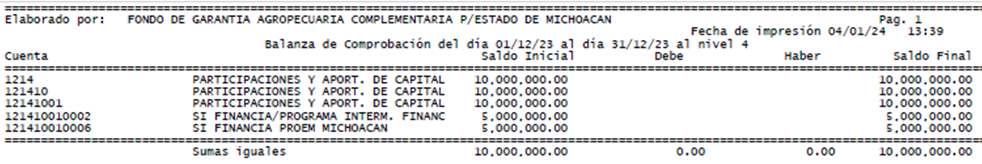 ================================================================================
Elaborado por: FONDO DE GARANTIA AGROPECUARIA COMPLEMENTARIA P/ESTADO DE MICHOACAN Pag. 1
Fecha de impresión 04/01/24 13:39
Balanza de Comprobación del día 01/12/23 al día 31/12/23 al nivel 4
Cuenta Saldo Inicial Debe Haber Saldo Final
================================================================================
1214 PARTICIPACIONES Y APORT. DE CAPITAL 10,000,000.00 10,000,000.00
121410 PARTICIPACIONES Y APORT. DE CAPITAL 10,000,000.00 10,000,000.00
12141001 PARTICIPACIONES Y APORT. DE CAPITAL 10,000,000.00 10,000,000.00
121410010002 SI FINANCIA/PROGRAMA INTERM. FINANC 5,000,000.00 5,000,000.00
121410010006 SI FINANCIA PROEM MICHOACAN 5,000,000.00 5,000,000.00
================================================================================
Sumas iguales 10,000,000.00 0.00 0.00 10,000,000.00